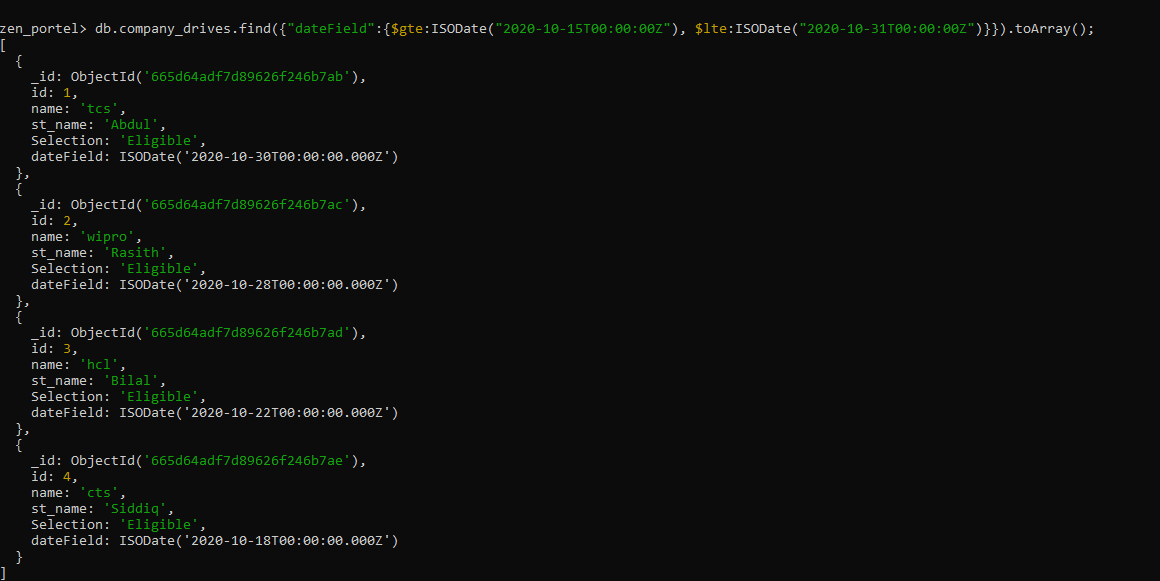 zen_portel> db.company_drives.find({"dateField":{$gte:ISODate("2020-10-15T00:00:00Z"), $lte:ISODate("2020-10-31T00:00:00Z")}}).toArray();
[
  {
    _id: ObjectId('665d64adf7d89626f246b7ab'),
    id: 1,
    name: 'tcs',
    st_name: 'Abdul',
    Selection: 'Eligible',
    dateField: ISODate('2020-10-30T00:00:00.000Z')
  },
  {
    _id: ObjectId('665d64adf7d89626f246b7ac'),
    id: 2,
    name: 'wipro',
    st_name: 'Rasith',
    Selection: 'Eligible',
    dateField: ISODate('2020-10-28T00:00:00.000Z')
  },
  {
    _id: ObjectId('665d64adf7d89626f246b7ad'),
    id: 3,
    name: 'hcl',
    st_name: 'Bilal',
    Selection: 'Eligible',
    dateField: ISODate('2020-10-22T00:00:00.000Z')
  },
  {
    _id: ObjectId('665d64adf7d89626f246b7ae'),
    id: 4,
    name: 'cts',
    st_name: 'Siddiq',
    Selection: 'Eligible',
    dateField: ISODate('2020-10-18T00:00:00.000Z')
  }
]